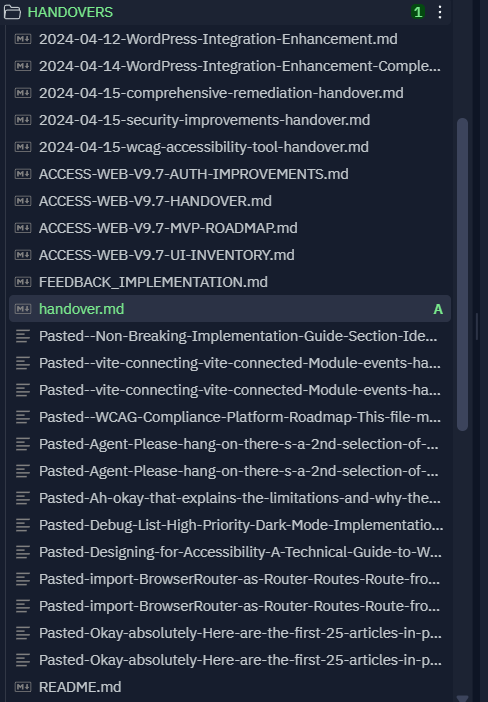 HANDOVERS 1
2024-04-12-WordPress-Integration-Enhancement.md
2024-04-14-WordPress-Integration-Enhancement-Comple...
2024-04-15-comprehensive-remediation-handover.md
2024-04-15-security-improvements-handover.md
2024-04-15-wcag-accessibility-tool-handover.md
ACCESS-WEB-V9.7-AUTH-IMPROVEMENTS.md
ACCESS-WEB-V9.7-HANDOVER.md
ACCESS-WEB-V9.7-MVP-ROADMAP.md
ACCESS-WEB-V9.7-UI-INVENTORY.md
FEEDBACK_IMPLEMENTATION.md
handover.md A
Pasted--Non-Breaking-Implementation-Guide-Section-Ide...
Pasted--vite-connecting-vite-connected-Module-events-ha...
Pasted--vite-connecting-vite-connected-Module-events-ha...
Pasted--WCAG-Compliance-Platform-Roadmap-This-file-m...
Pasted-Agent-Please-hang-on-there-s-a-2nd-selection-of-...
Pasted-Agent-Please-hang-on-there-s-a-2nd-selection-of-...
Pasted-Ah-okay-that-explains-the-limitations-and-why-the...
Pasted-Debug-List-High-Priority-Dark-Mode-Implementatio...
Pasted-Designing-for-Accessibility-A-Technical-Guide-to-W...
Pasted-import-BrowserRouter-as-Router-Routes-Route-fro...
Pasted-import-BrowserRouter-as-Router-Routes-Route-fro...
Pasted-Okay-absolutely-Here-are-the-first-25-articles-in-p...
Pasted-Okay-absolutely-Here-are-the-first-25-articles-in-p...
README.md